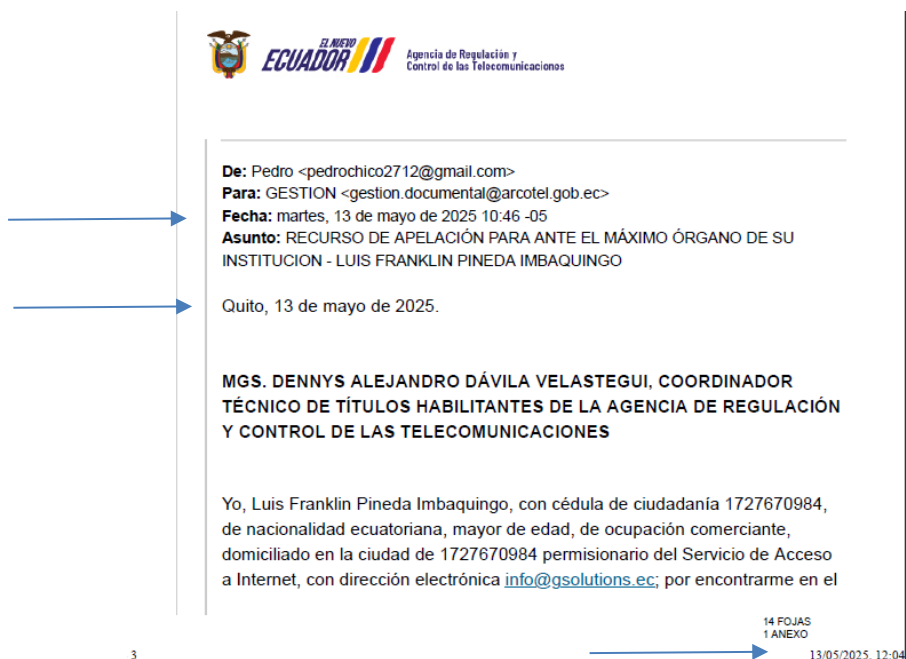 EL NUEVO
ECUADOR
Agencia de Regulación y
Control de las Telecomunicaciones
De: Pedro <pedrochico2712@gmail.com>
Para: GESTION <gestion.documental@arcotel.gob.ec>
Fecha: martes, 13 de mayo de 2025 10:46 -05
Asunto: RECURSO DE APELACIÓN PARA ANTE EL MÁXIMO ÓRGANO DE SU
INSTITUCION - LUIS FRANKLIN PINEDA IMBAQUINGO
Quito, 13 de mayo de 2025.
MGS. DENNYS ALEJANDRO DÁVILA VELASTEGUI, COORDINADOR
TÉCNICO DE TÍTULOS HABILITANTES DE LA AGENCIA DE REGULACIÓN
Y CONTROL DE LAS TELECOMUNICACIONES
Yo, Luis Franklin Pineda Imbaquingo, con cédula de ciudadanía 1727670984,
de nacionalidad ecuatoriana, mayor de edad, de ocupación comerciante,
domiciliado en la ciudad de 1727670984 permisionario del Servicio de Acceso
a Internet, con dirección electrónica info@gsolutions.ec; por encontrarme en el
14 FOJAS
1 ANEXO
3
13/05/2025, 12:04